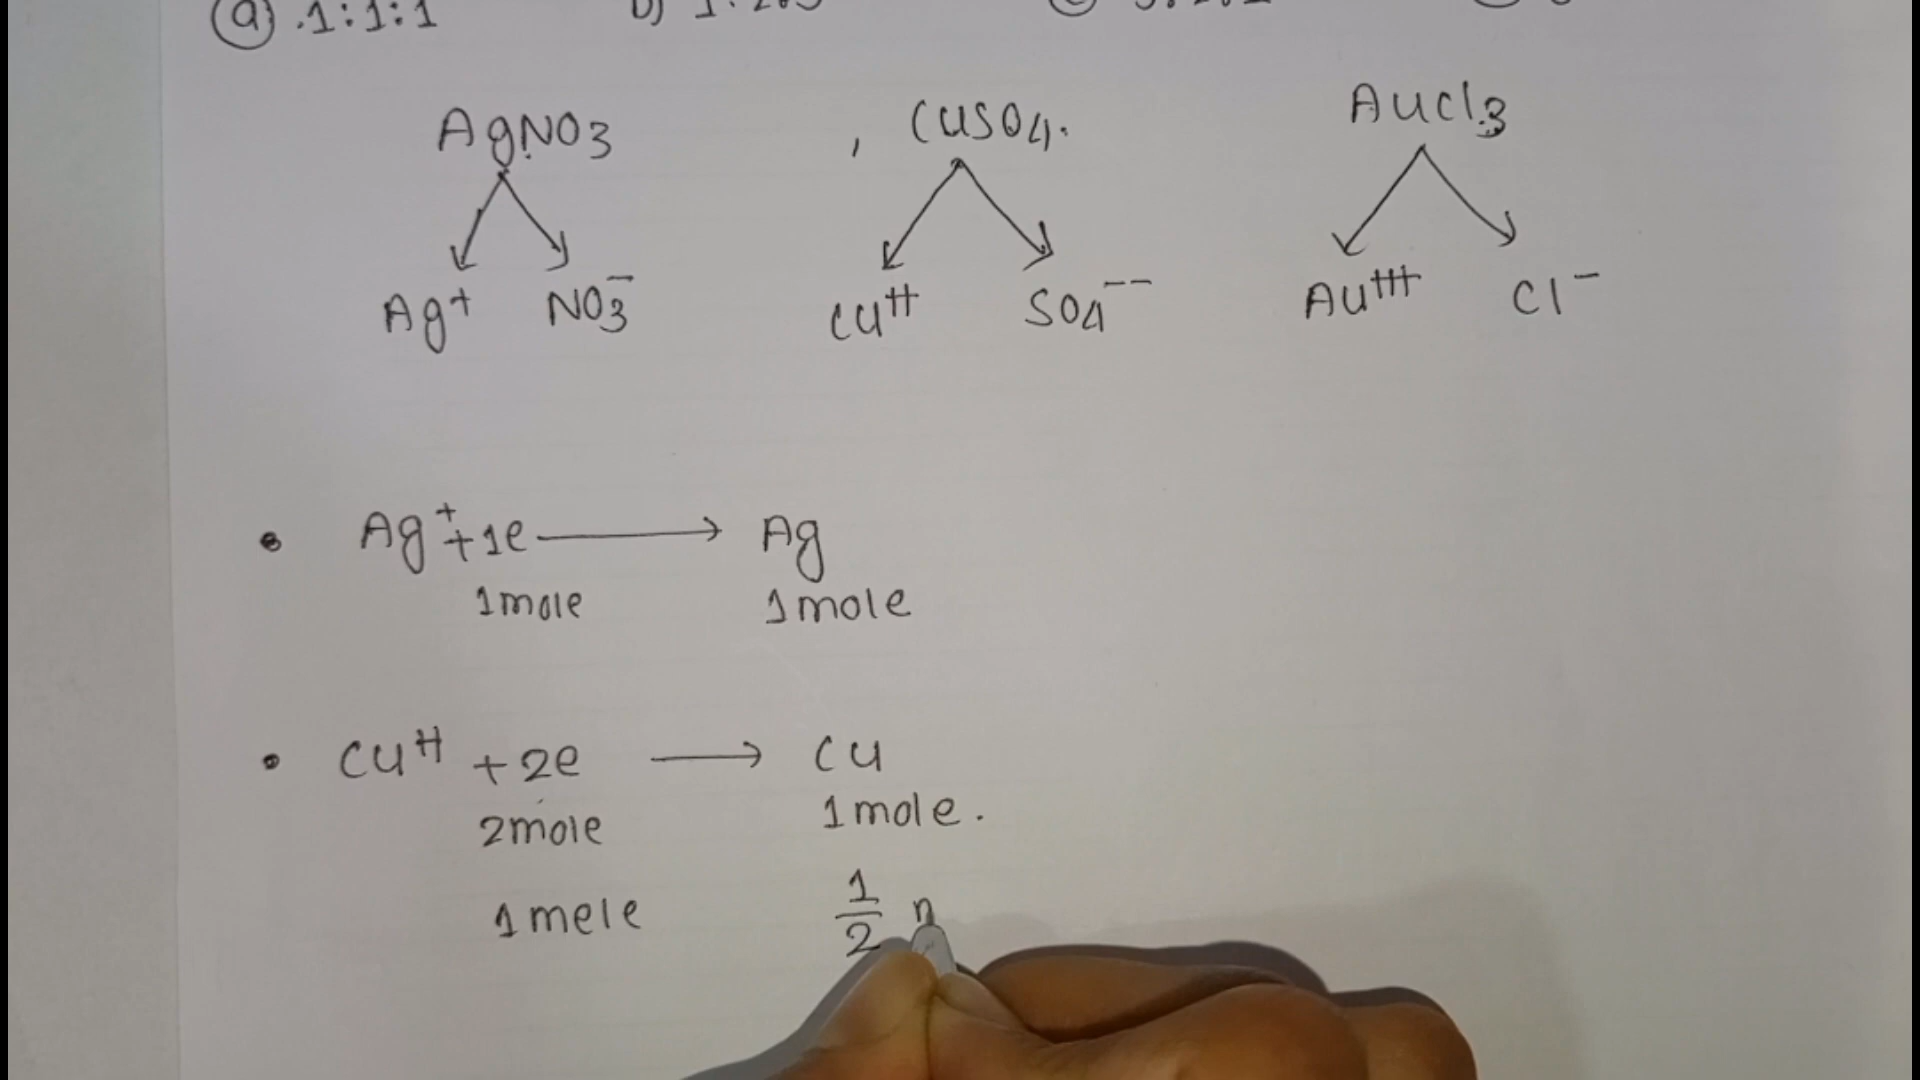 (a) .1:1:1 b)
AgNO3 , CuSO4. AuCl3
Ag+ NO3- Cu++ SO4-- Au+++ Cl-
• Ag+ +1e → Ag
1mole 1mole
• Cu++ +2e → Cu
2mole 1mole.
1mele 1/2 n